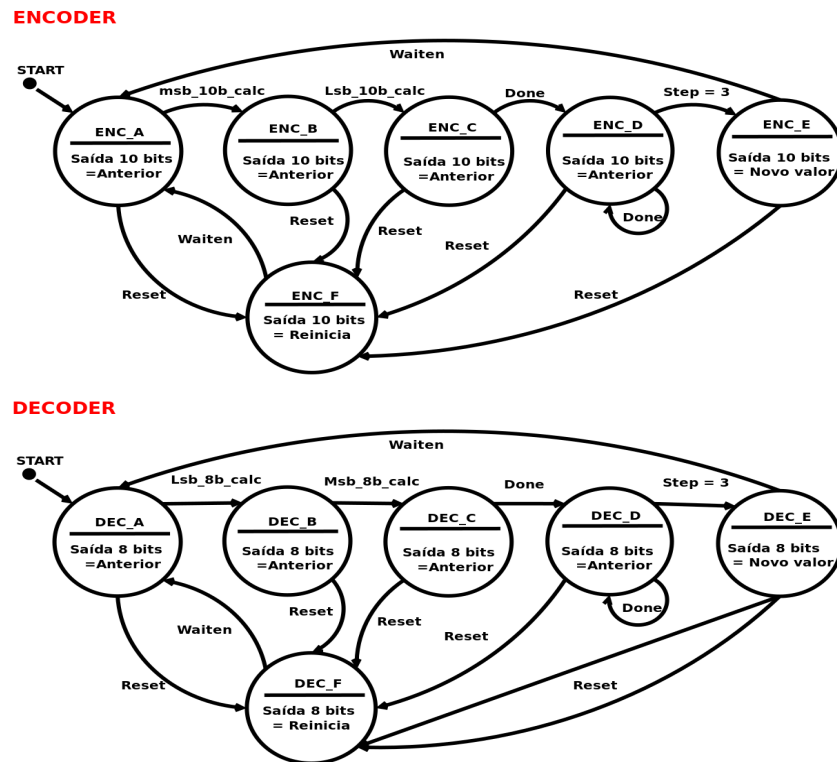 ENCODER
Waiten
START
msb_10b_calc
Lsb_10b_calc
Done
Step = 3
ENC_A
Saída 10 bits
=Anterior
ENC_B
Saída 10 bits
=Anterior
ENC_C
Saída 10 bits
=Anterior
ENC_D
Saída 10 bits
=Anterior
ENC_E
Saída 10 bits
= Novo valor
Done
Reset
Waiten
Reset
Reset
Reset
Reset
ENC_F
Saída 10 bits
= Reinicia
DECODER
Waiten
START
Lsb_8b_calc
Msb_8b_calc
Done
Step = 3
DEC_A
Saída 8 bits
=Anterior
DEC_B
Saída 8 bits
=Anterior
DEC_C
Saída 8 bits
=Anterior
DEC_D
Saída 8 bits
=Anterior
DEC_E
Saída 8 bits
= Novo valor
Done
Reset
Waiten
Reset
Reset
Reset
Reset
DEC_F
Saída 8 bits
= Reinicia